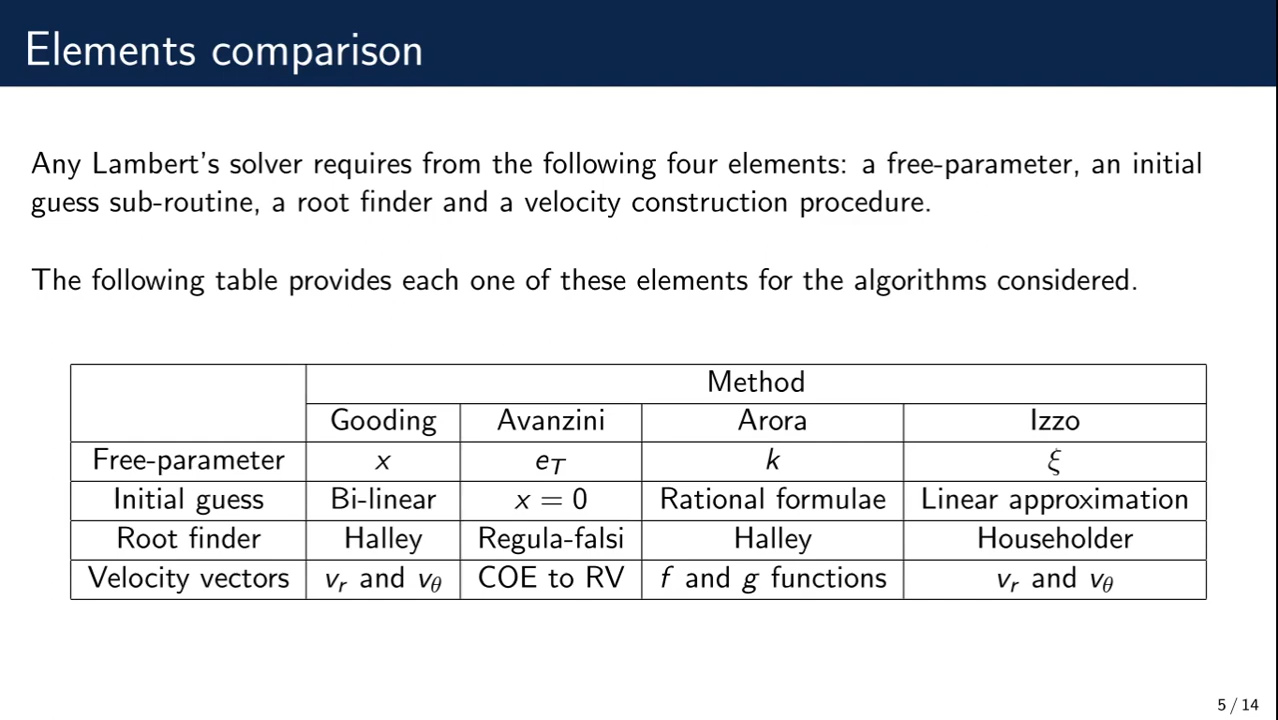 Elements comparison
Any Lambert's solver requires from the following four elements: a free-parameter, an initial
guess sub-routine, a root finder and a velocity construction procedure.
The following table provides each one of these elements for the algorithms considered.
Method
Gooding Avanzini Arora Izzo
Free-parameter x e_T k ξ
Initial guess Bi-linear x = 0 Rational formulae Linear approximation
Root finder Halley Regula-falsi Halley Householder
Velocity vectors v_r and v_θ COE to RV f and g functions v_r and v_θ
5 / 14